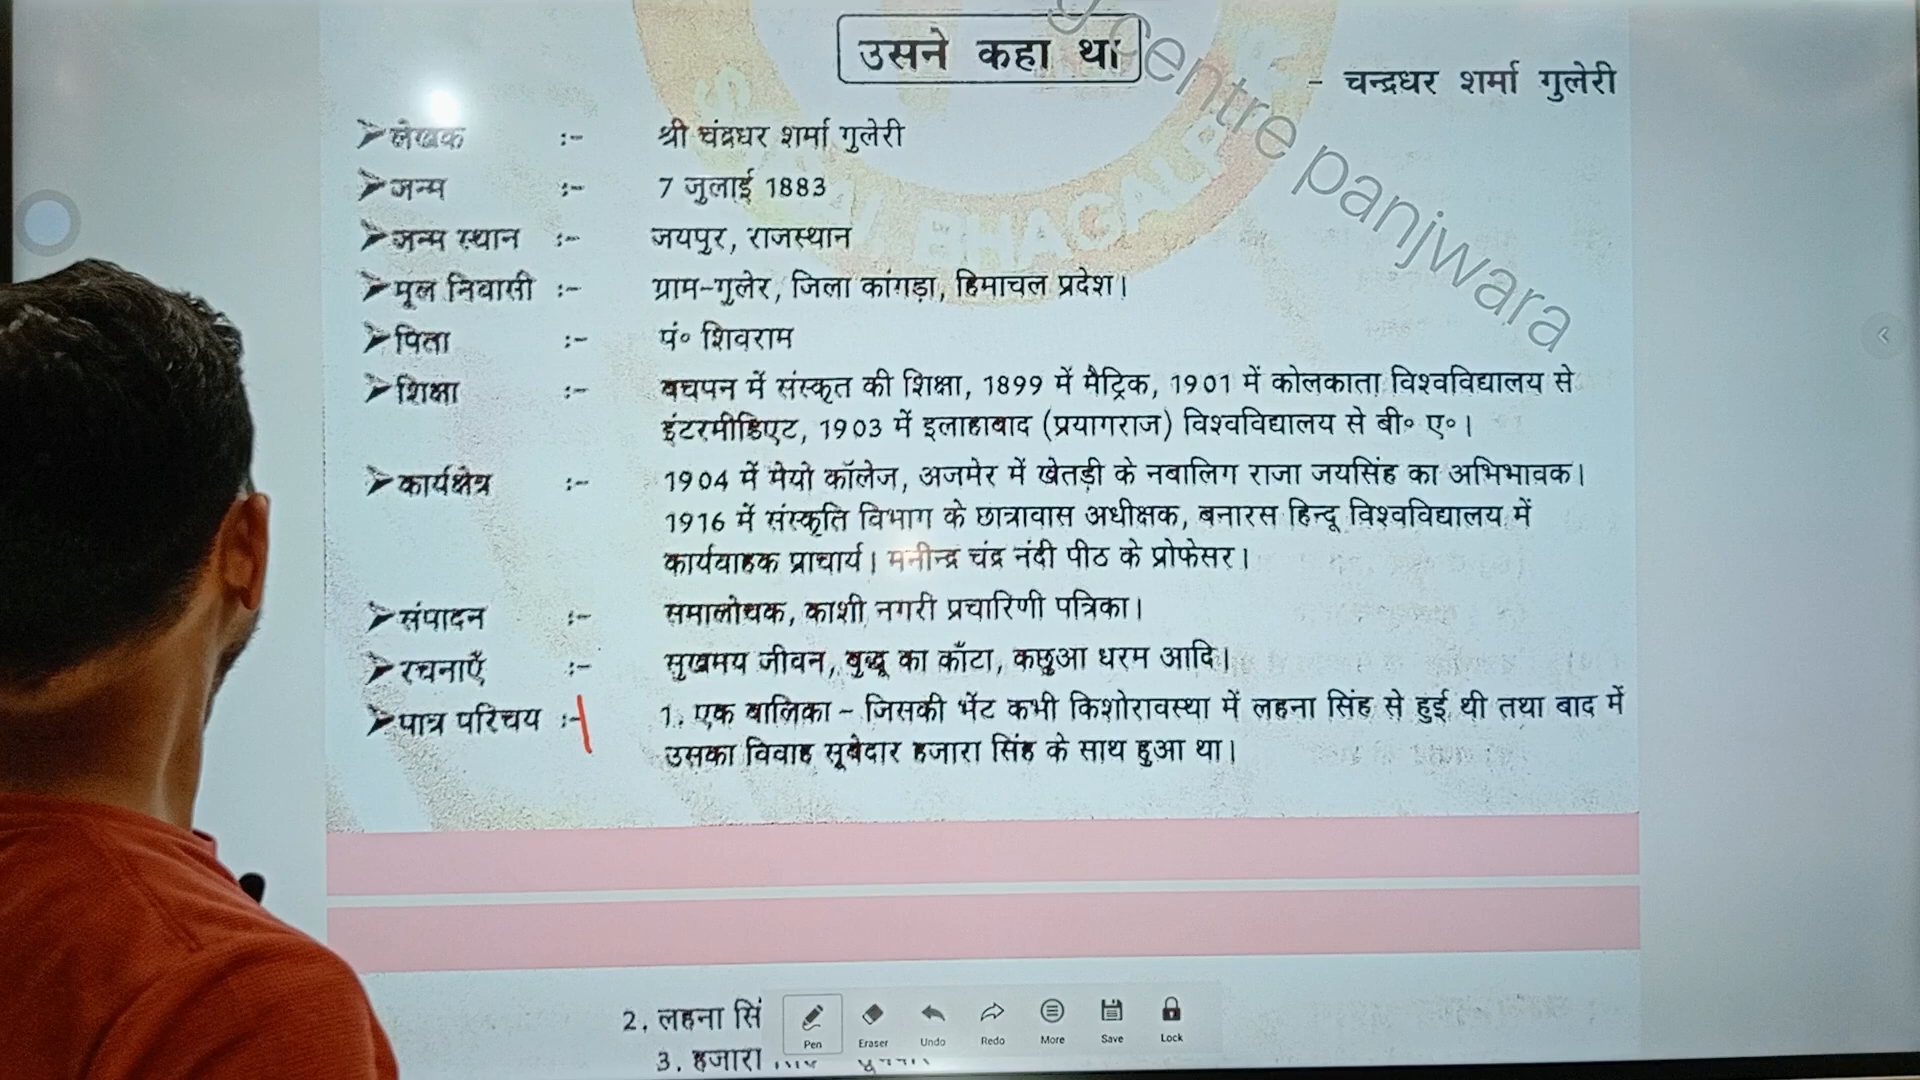 उसने कहा था
- चन्द्रधर शर्मा गुलेरी
centre panjwara
BHAGALP
➤लेखक :- श्री चंद्रधर शर्मा गुलेरी
➤जन्म :- 7 जुलाई 1883
➤जन्म स्थान :- जयपुर, राजस्थान
➤मूल निवासी :- ग्राम-गुलेर, जिला कांगड़ा, हिमाचल प्रदेश।
➤पिता :- पं० शिवराम
➤शिक्षा :- बचपन में संस्कृत की शिक्षा, 1899 में मैट्रिक, 1901 में कोलकाता विश्वविद्यालय से
इंटरमीडिएट, 1903 में इलाहाबाद (प्रयागराज) विश्वविद्यालय से बी० ए०।
➤कार्यक्षेत्र :- 1904 में मेयो कॉलेज, अजमेर में खेतड़ी के नबालिग राजा जयसिंह का अभिभावक।
1916 में संस्कृति विभाग के छात्रावास अधीक्षक, बनारस हिन्दू विश्वविद्यालय में
कार्यवाहक प्राचार्य। मनीन्द्र चंद्र नंदी पीठ के प्रोफेसर।
➤संपादन :- समालोचक, काशी नगरी प्रचारिणी पत्रिका।
➤रचनाएँ :- सुखमय जीवन, बुद्धू का काँटा, कछुआ धरम आदि।
➤पात्र परिचय :- 1. एक बालिका – जिसकी भेंट कभी किशोरावस्था में लहना सिंह से हुई थी तथा बाद में
उसका विवाह सूबेदार हजारा सिंह के साथ हुआ था।
2. लहना सिं
3. हजारा
Pen Eraser Undo Redo More Save Lock